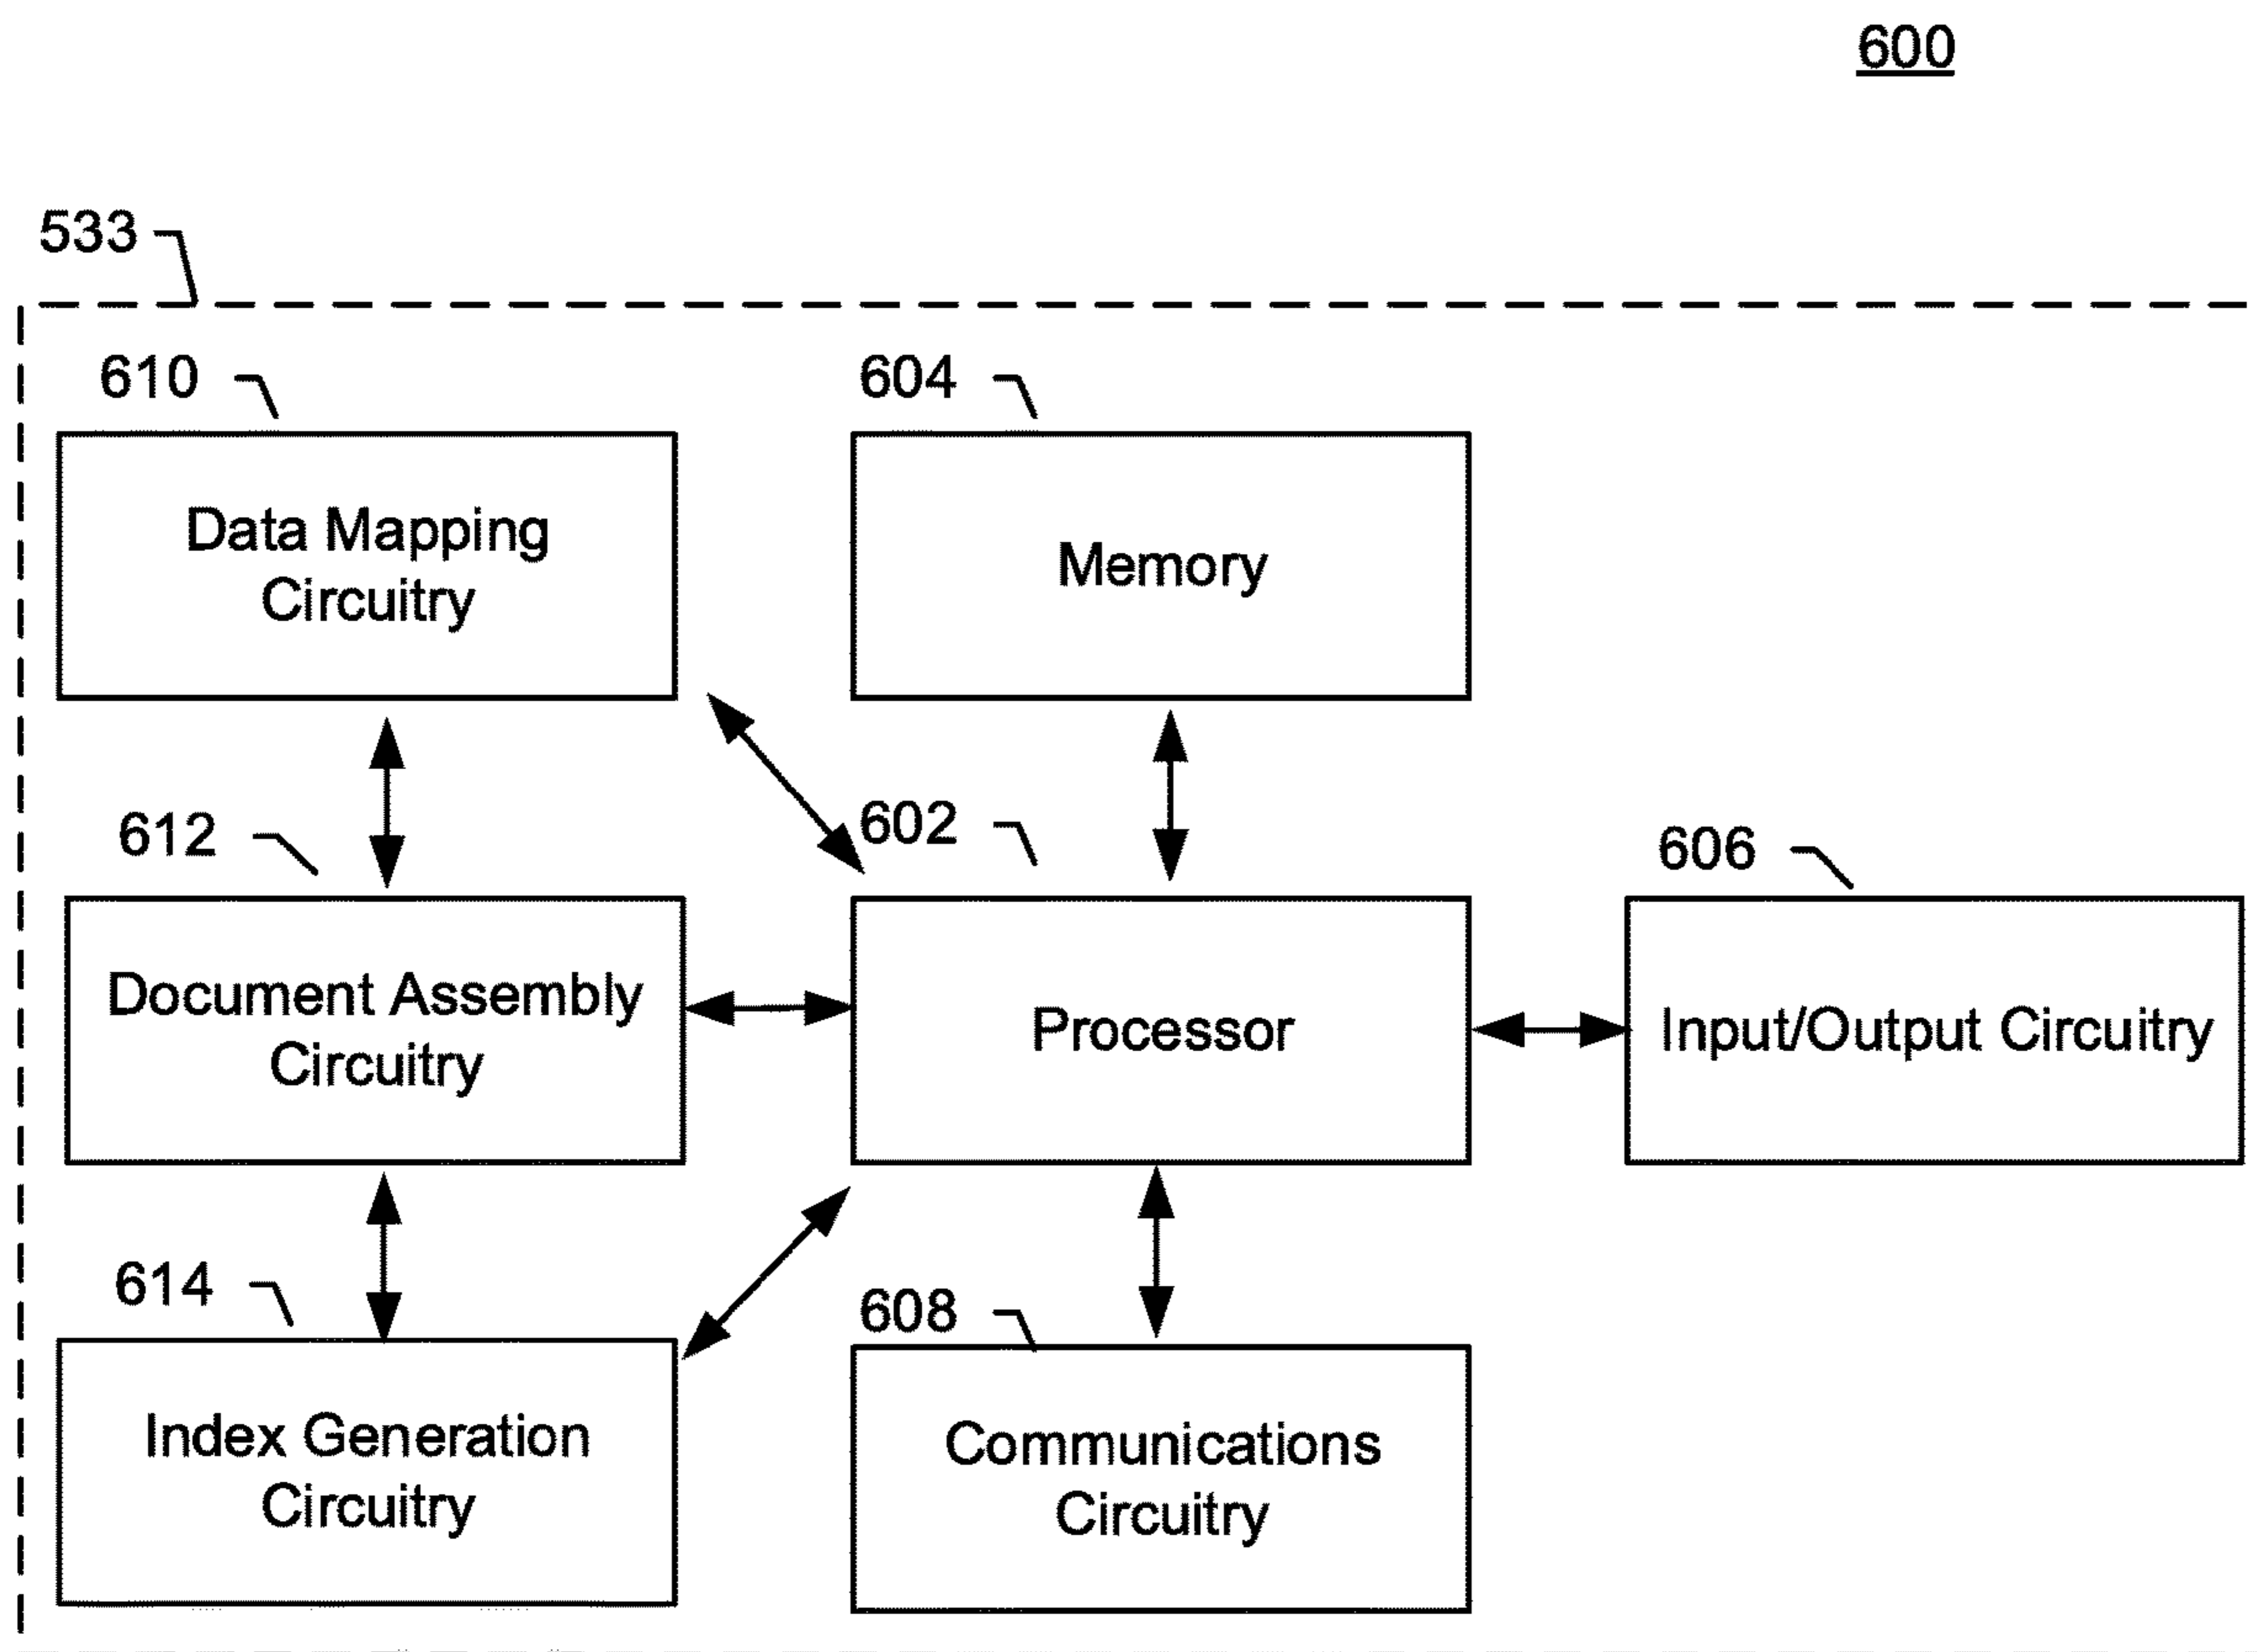 600
533
610
604
Data Mapping
Circuitry
Memory
612
602
606
Document Assembly
Circuitry
Processor
Input/Output Circuitry
614
608
Index Generation
Circuitry
Communications
Circuitry